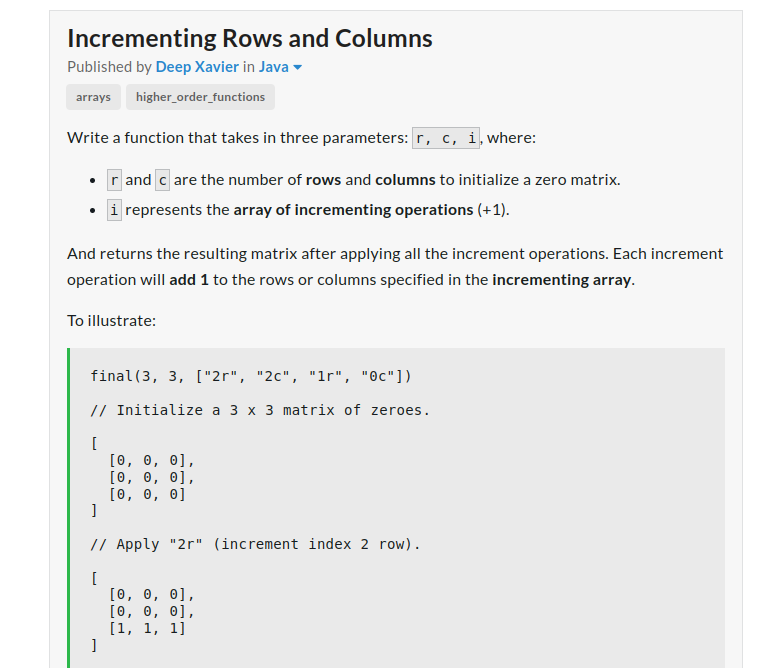 Incrementing Rows and Columns
Published by Deep Xavier in Java
arrays higher_order_functions
Write a function that takes in three parameters: r, c, i, where:
• r and c are the number of rows and columns to initialize a zero matrix.
• i represents the array of incrementing operations (+1).
And returns the resulting matrix after applying all the increment operations. Each increment
operation will add 1 to the rows or columns specified in the incrementing array.
To illustrate:
final(3, 3, ["2r", "2c", "1r", "0c"])
// Initialize a 3 x 3 matrix of zeroes.
[
[0, 0, 0],
[0, 0, 0],
[0, 0, 0]
]
// Apply "2r" (increment index 2 row).
[
[0, 0, 0],
[0, 0, 0],
[1, 1, 1]
]